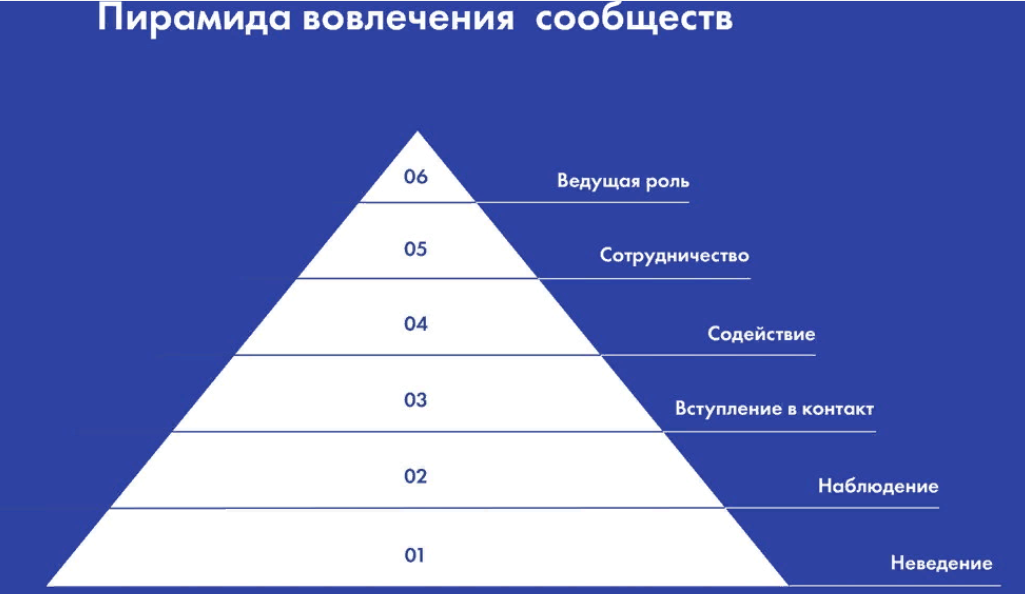 Пирамида вовлечения сообществ
06
Ведущая роль
05
Сотрудничество
04
Содействие
03
Вступление в контакт
02
Наблюдение
01
Неведение